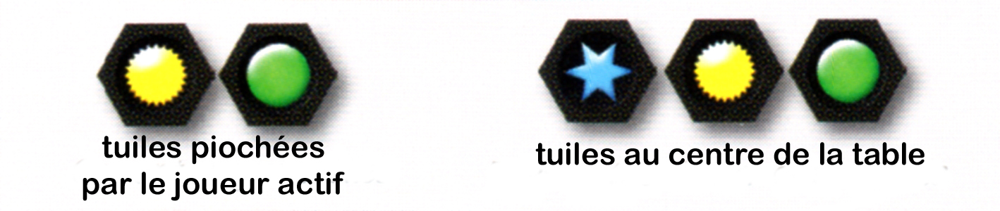 tuiles piochées
par le joueur actif
tuiles au centre de la table